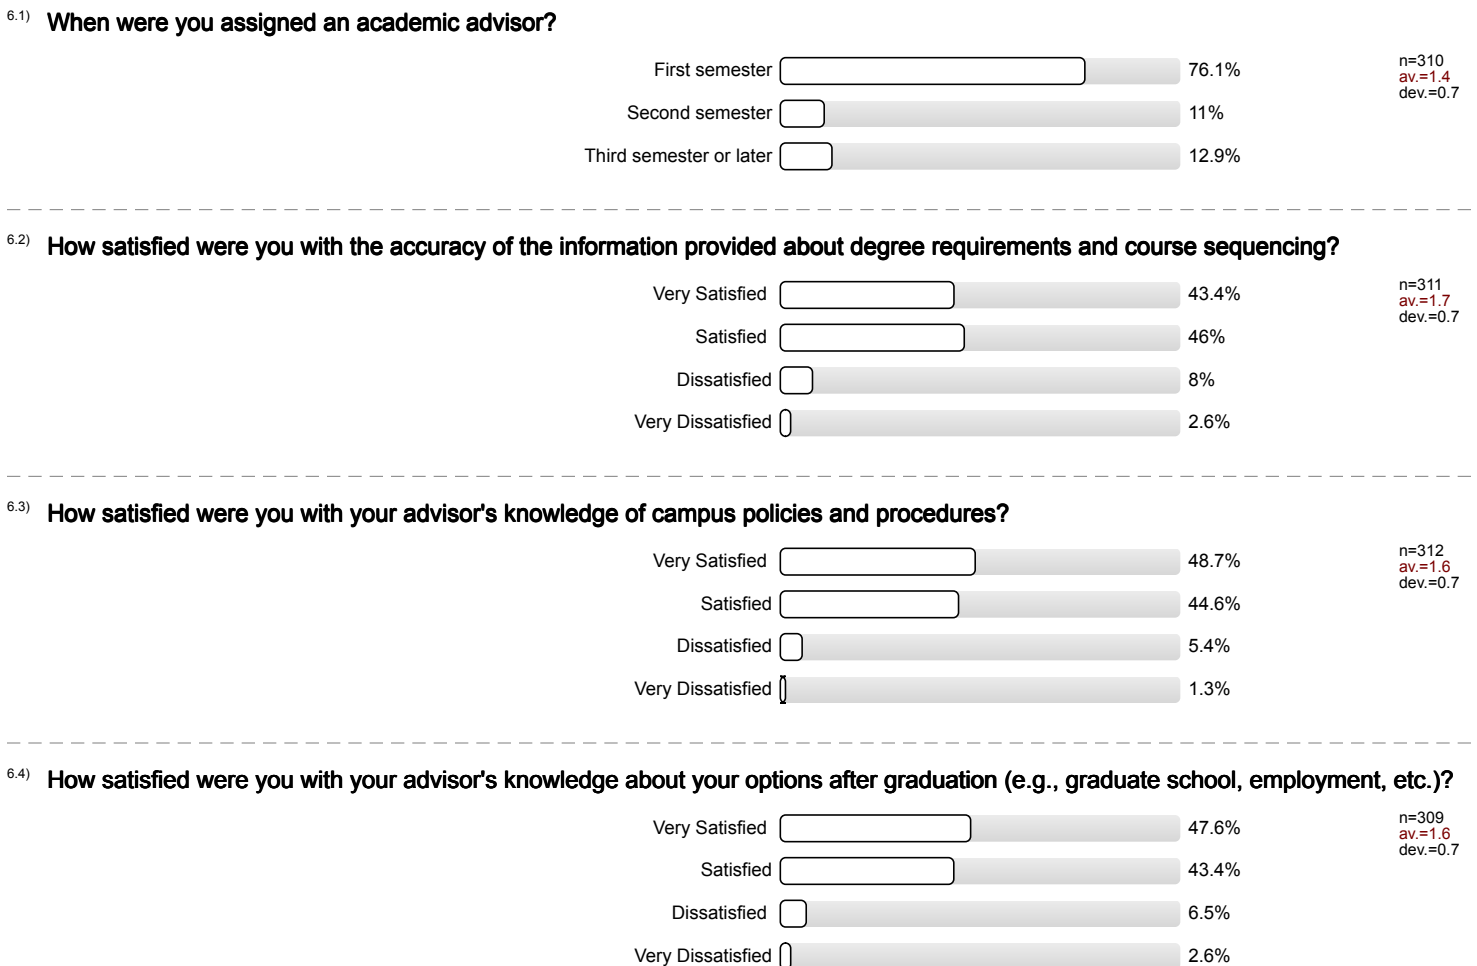 6.1) When were you assigned an academic advisor?
First semester 76.1%
n=310
av.=1.4
dev.=0.7
Second semester 11%
Third semester or later 12.9%
6.2) How satisfied were you with the accuracy of the information provided about degree requirements and course sequencing?
Very Satisfied 43.4%
n=311
av.=1.7
dev.=0.7
Satisfied 46%
Dissatisfied 8%
Very Dissatisfied 2.6%
6.3) How satisfied were you with your advisor's knowledge of campus policies and procedures?
Very Satisfied 48.7%
n=312
av.=1.6
dev.=0.7
Satisfied 44.6%
Dissatisfied 5.4%
Very Dissatisfied 1.3%
6.4) How satisfied were you with your advisor's knowledge about your options after graduation (e.g., graduate school, employment, etc.)?
Very Satisfied 47.6%
n=309
av.=1.6
dev.=0.7
Satisfied 43.4%
Dissatisfied 6.5%
Very Dissatisfied 2.6%